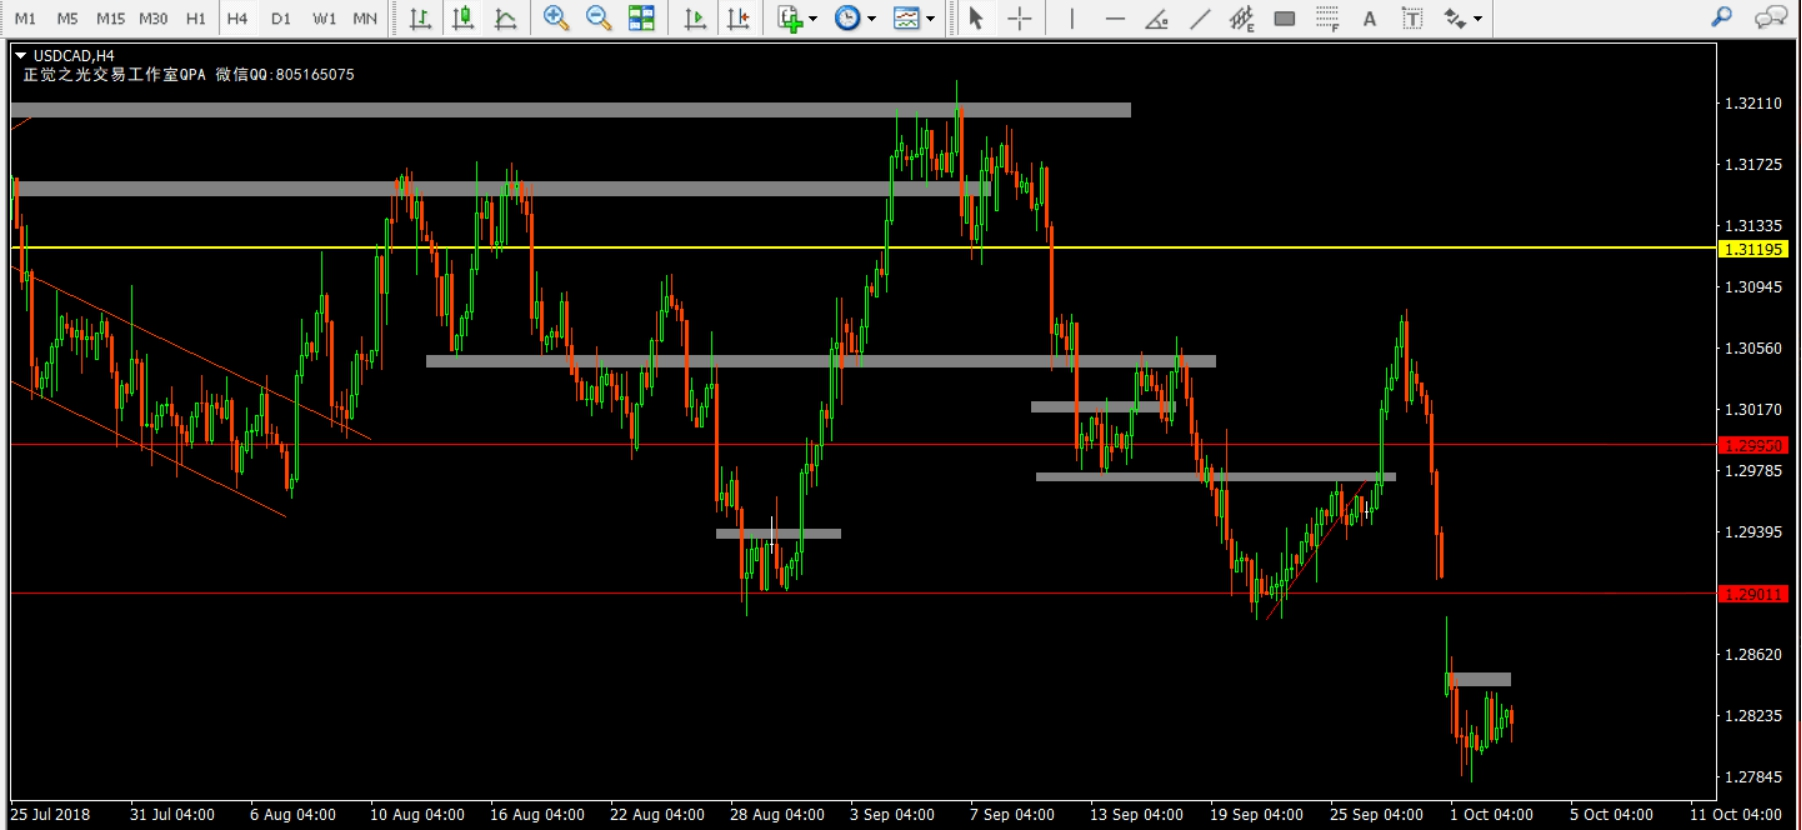 M1 M5 M15 M30 H1 H4 D1 W1 MN
E F A T
USDCAD,H4
正觉之光交易工作室QPA 微信QQ:805165075
1.32110
1.31725
1.31335
1.31195
1.30945
1.30560
1.30170
1.29950
1.29785
1.29395
1.29011
1.28620
1.28235
1.27845
25 Jul 2018 31 Jul 04:00 6 Aug 04:00 10 Aug 04:00 16 Aug 04:00 22 Aug 04:00 28 Aug 04:00 3 Sep 04:00 7 Sep 04:00 13 Sep 04:00 19 Sep 04:00 25 Sep 04:00 1 Oct 04:00 5 Oct 04:00 11 Oct 04:00